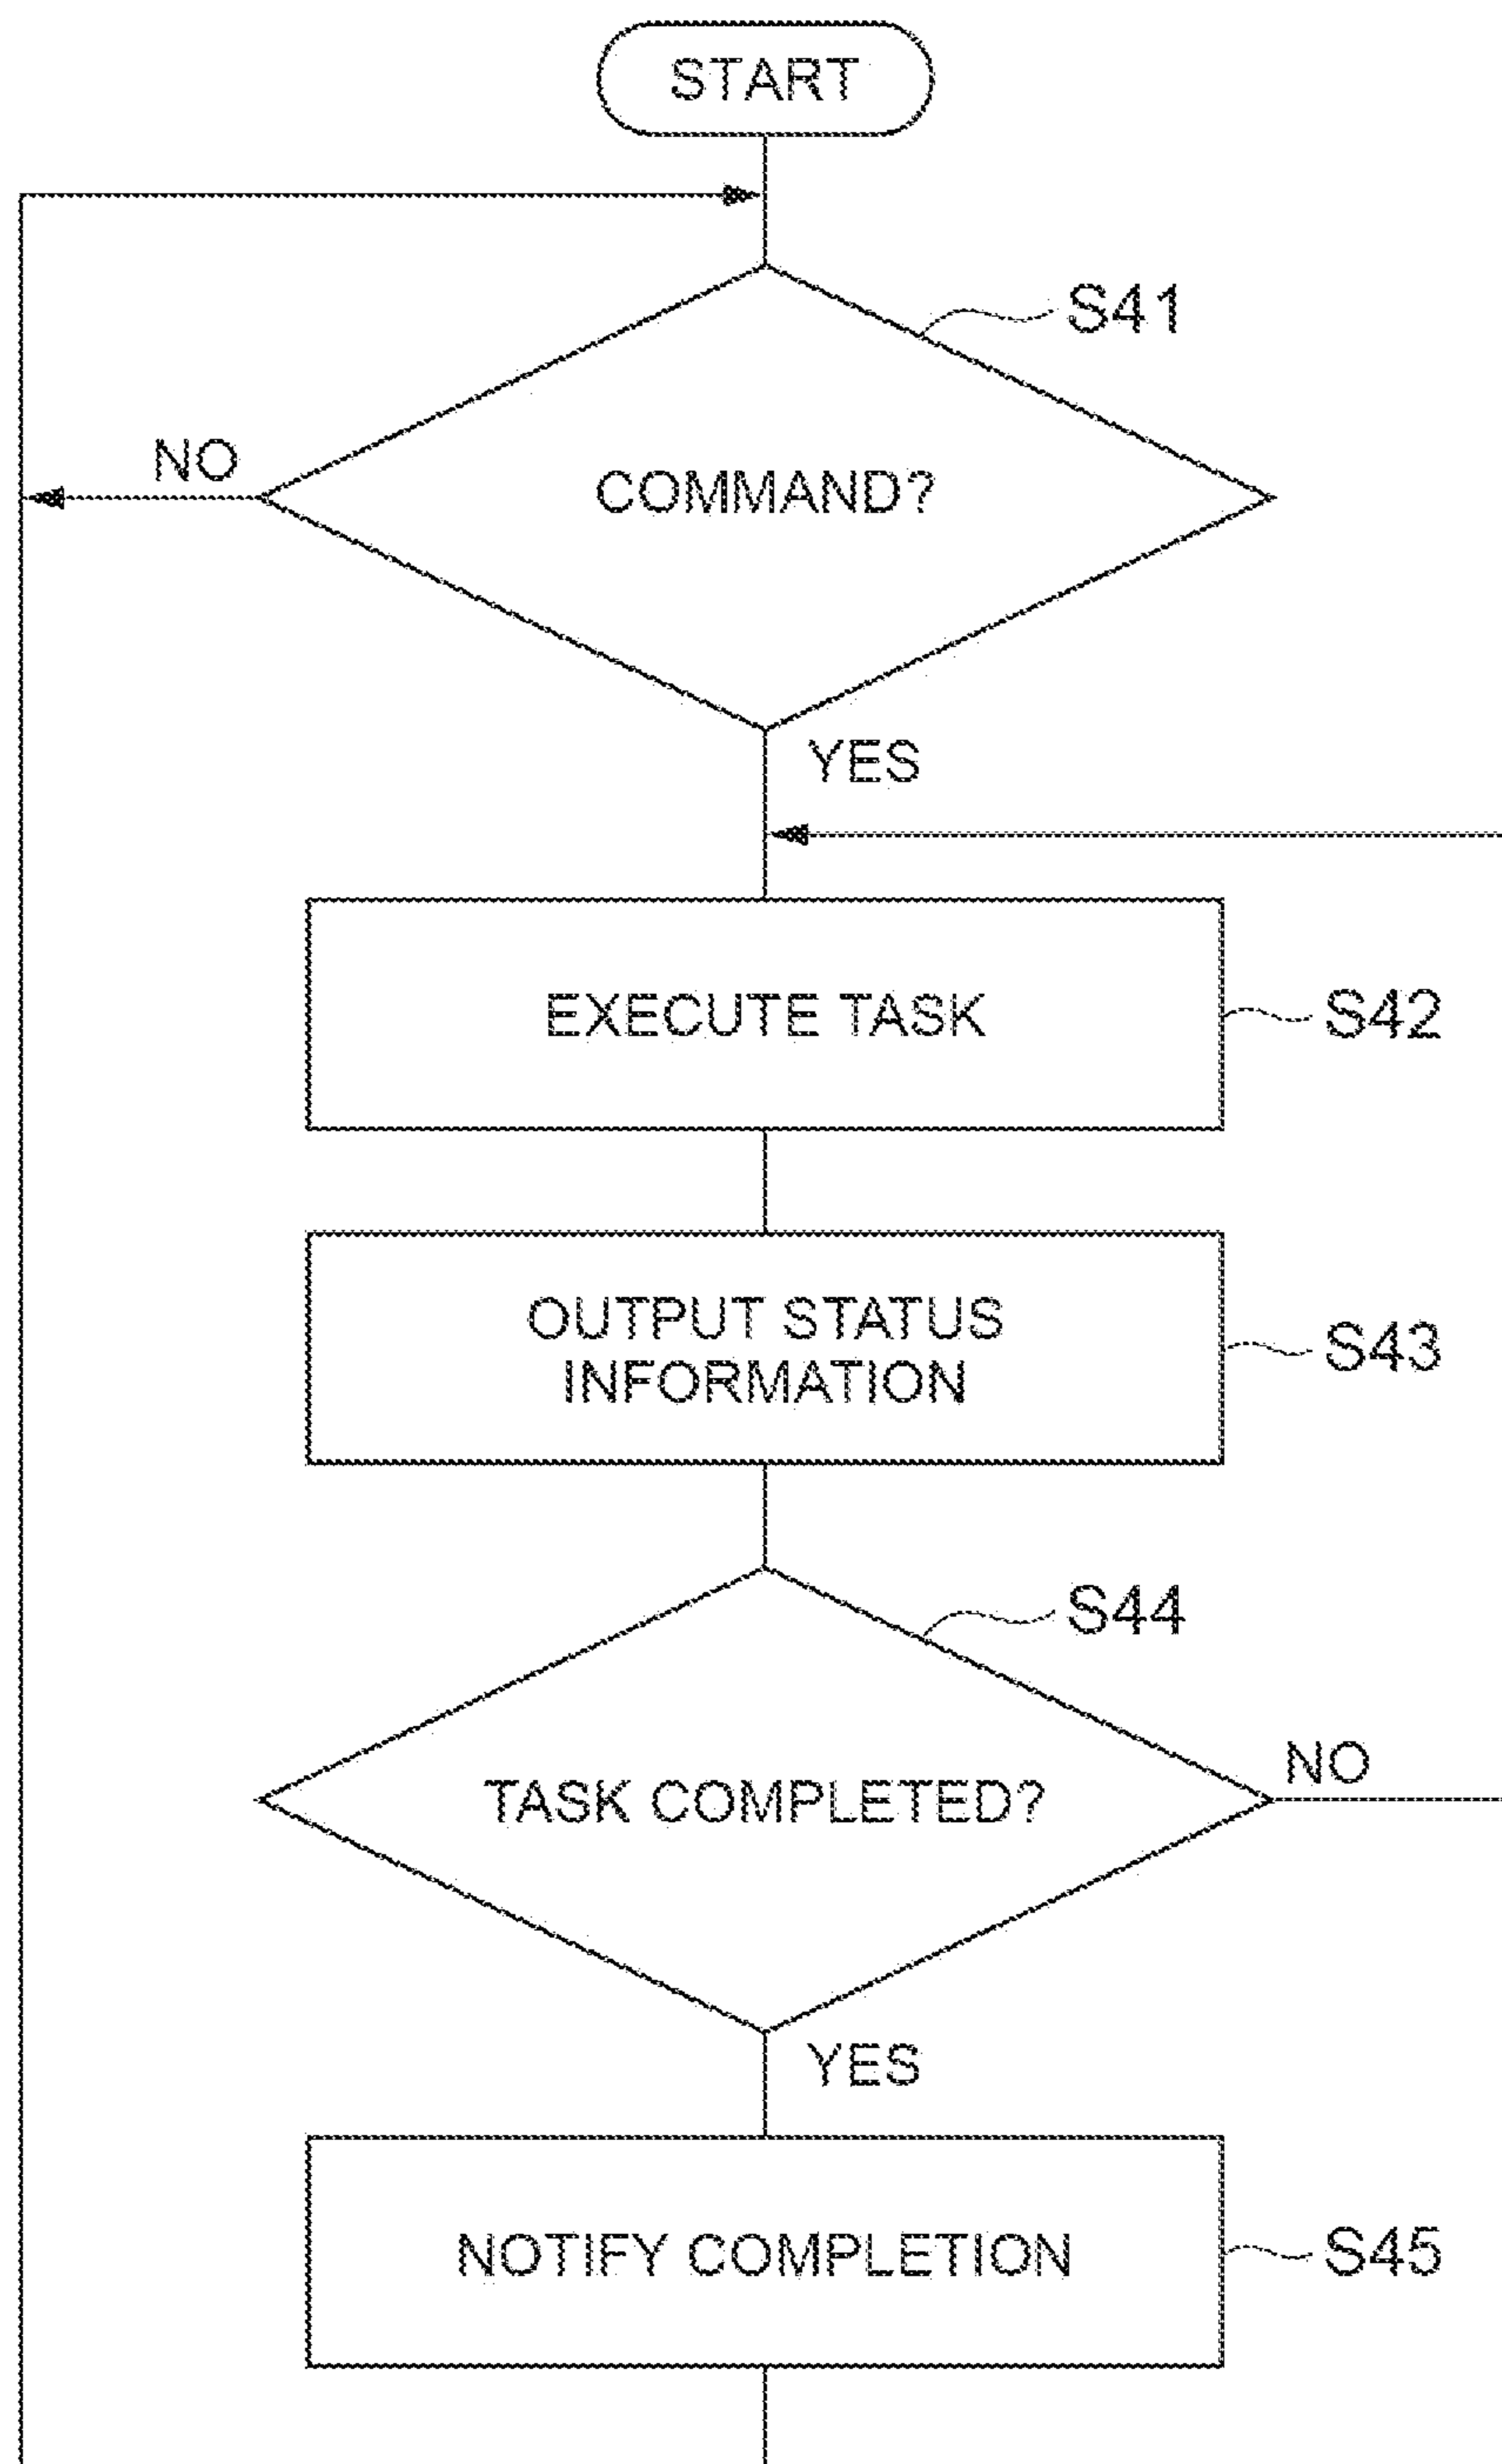 START
S41
NO
COMMAND?
YES
EXECUTE TASK
S42
OUTPUT STATUS
INFORMATION
S43
S44
NO
TASK COMPLETED?
YES
NOTIFY COMPLETION
S45